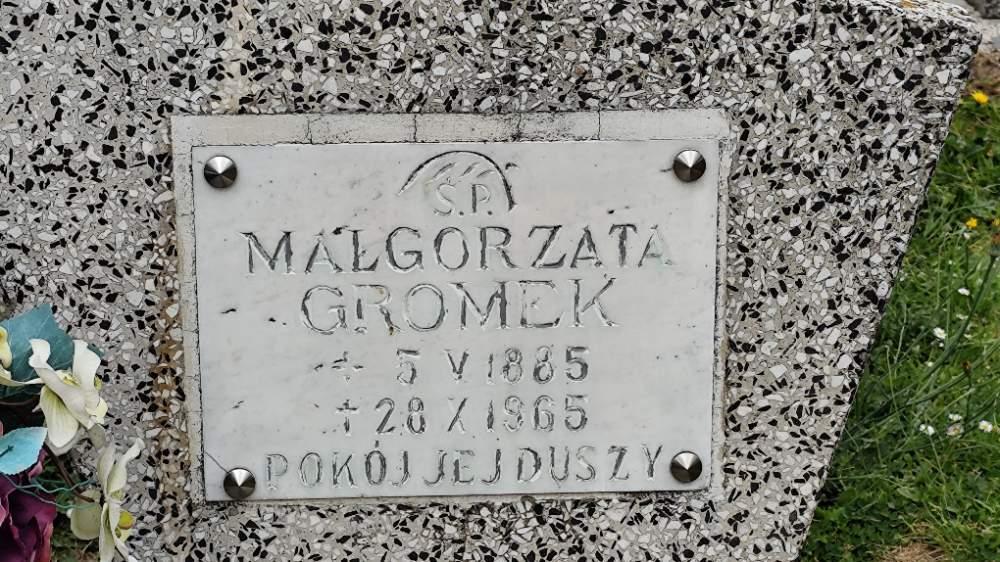 Ś.P.
MAŁGORZATA
GROMEK
5 V 1885
† 28 X 1965
POKÓJ JEJ DUSZY